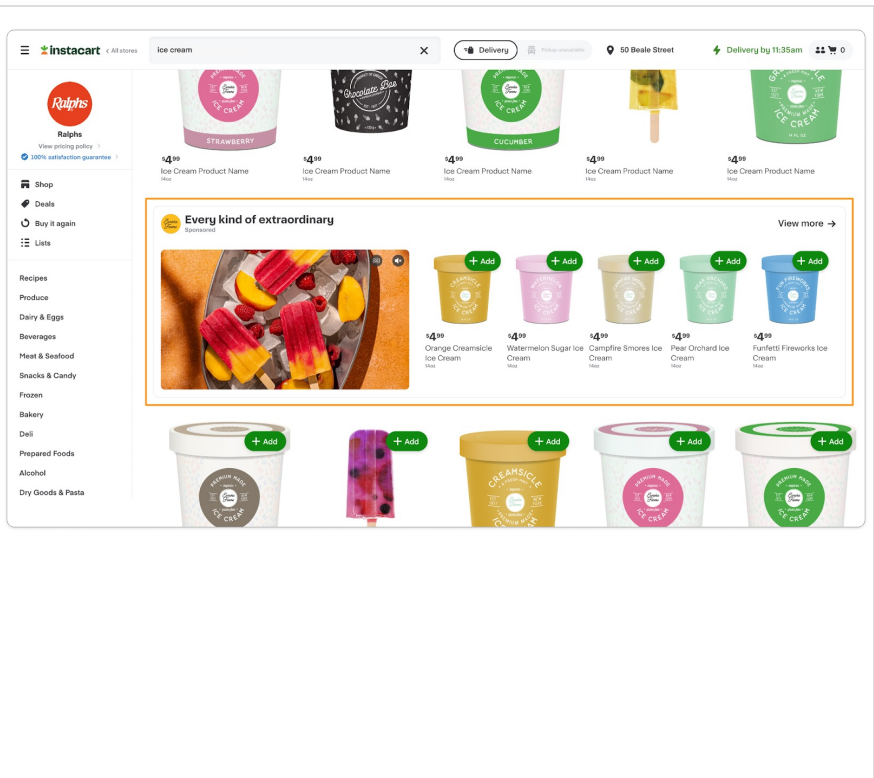 instacart
All stores
ice cream
Delivery
Pickup unavailable
50 Beale Street
Delivery by 11:35am
0
Ralphs
Ralphs
View pricing policy
100% satisfaction guarantee
Shop
Deals
Buy it again
Lists
Recipes
Produce
Dairy & Eggs
Beverages
Meat & Seafood
Snacks & Candy
Frozen
Bakery
Deli
Prepared Foods
Alcohol
Dry Goods & Pasta
ICE CREAM
STRAWBERRY
Chocolate Bae
ICE CREAM
CUCUMBER
PREMIUM MADE
ICE CREAM
14 FL OZ
$4.99
Ice Cream Product Name
14oz
$4.99
Ice Cream Product Name
14oz
$4.99
Ice Cream Product Name
14oz
$4.99
Ice Cream Product Name
14oz
$4.99
Ice Cream Product Name
14oz
Every kind of extraordinary
Sponsored
View more
+ Add
+ Add
+ Add
+ Add
+ Add
$4.99
Orange Creamsicle
Ice Cream
14oz
$4.99
Watermelon Sugar Ice
Cream
14oz
$4.99
Campfire Smores Ice
Cream
14oz
$4.99
Pear Orchard Ice
Cream
14oz
$4.99
Funfetti Fireworks Ice
Cream
14oz
+ Add
+ Add
+ Add
+ Add
+ Add
PREMIUM MADE
ICE CREAM
CREAMSICLE
PREMIUM MADE
ICE CREAM
PREMIUM MADE
ICE CREAM
PREMIUM MADE
ICE CREAM